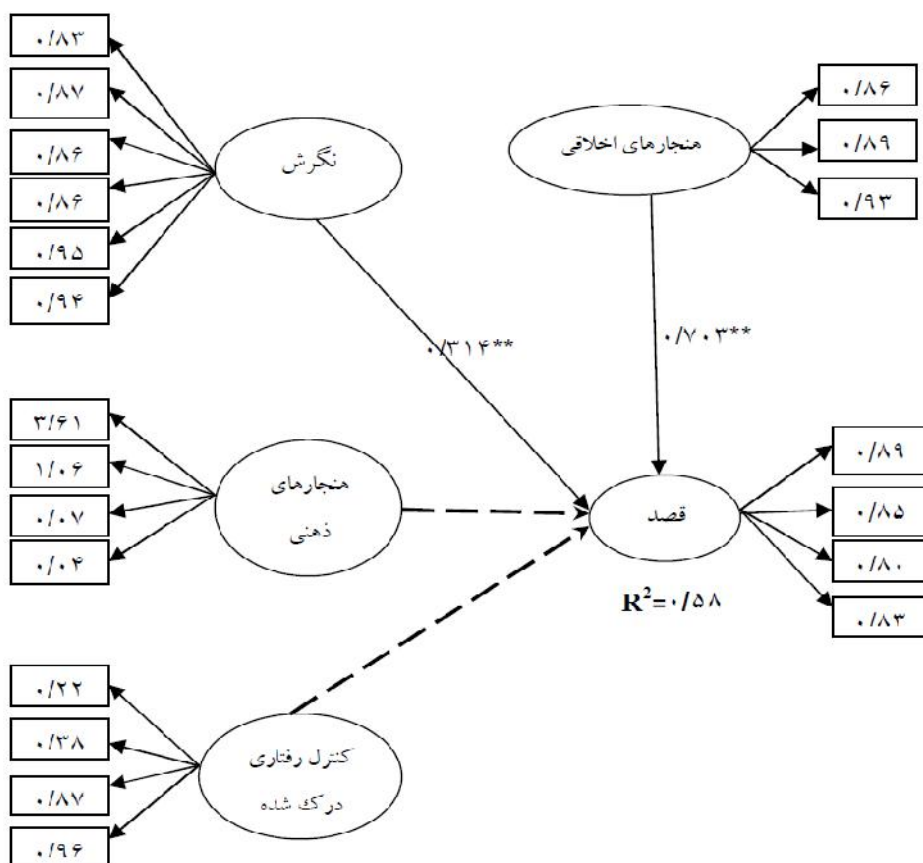 ۰/۸۳
۰/۸۷
۰/۸۶
۰/۸۶
۰/۹۵
۰/۹۴
نگرش
هنجارهای اخلاقی
۰/۸۶
۰/۸۹
۰/۹۳
۰/۳۱۴**
۰/۷۰۳**
۳/۶۱
۱/۰۶
۰/۰۷
۰/۰۴
هنجارهای
ذهنی
قصد
R²=۰/۵۸
۰/۸۹
۰/۸۵
۰/۸۰
۰/۸۳
۰/۲۲
۰/۳۸
۰/۸۷
۰/۹۶
کنترل رفتاری
درک شده